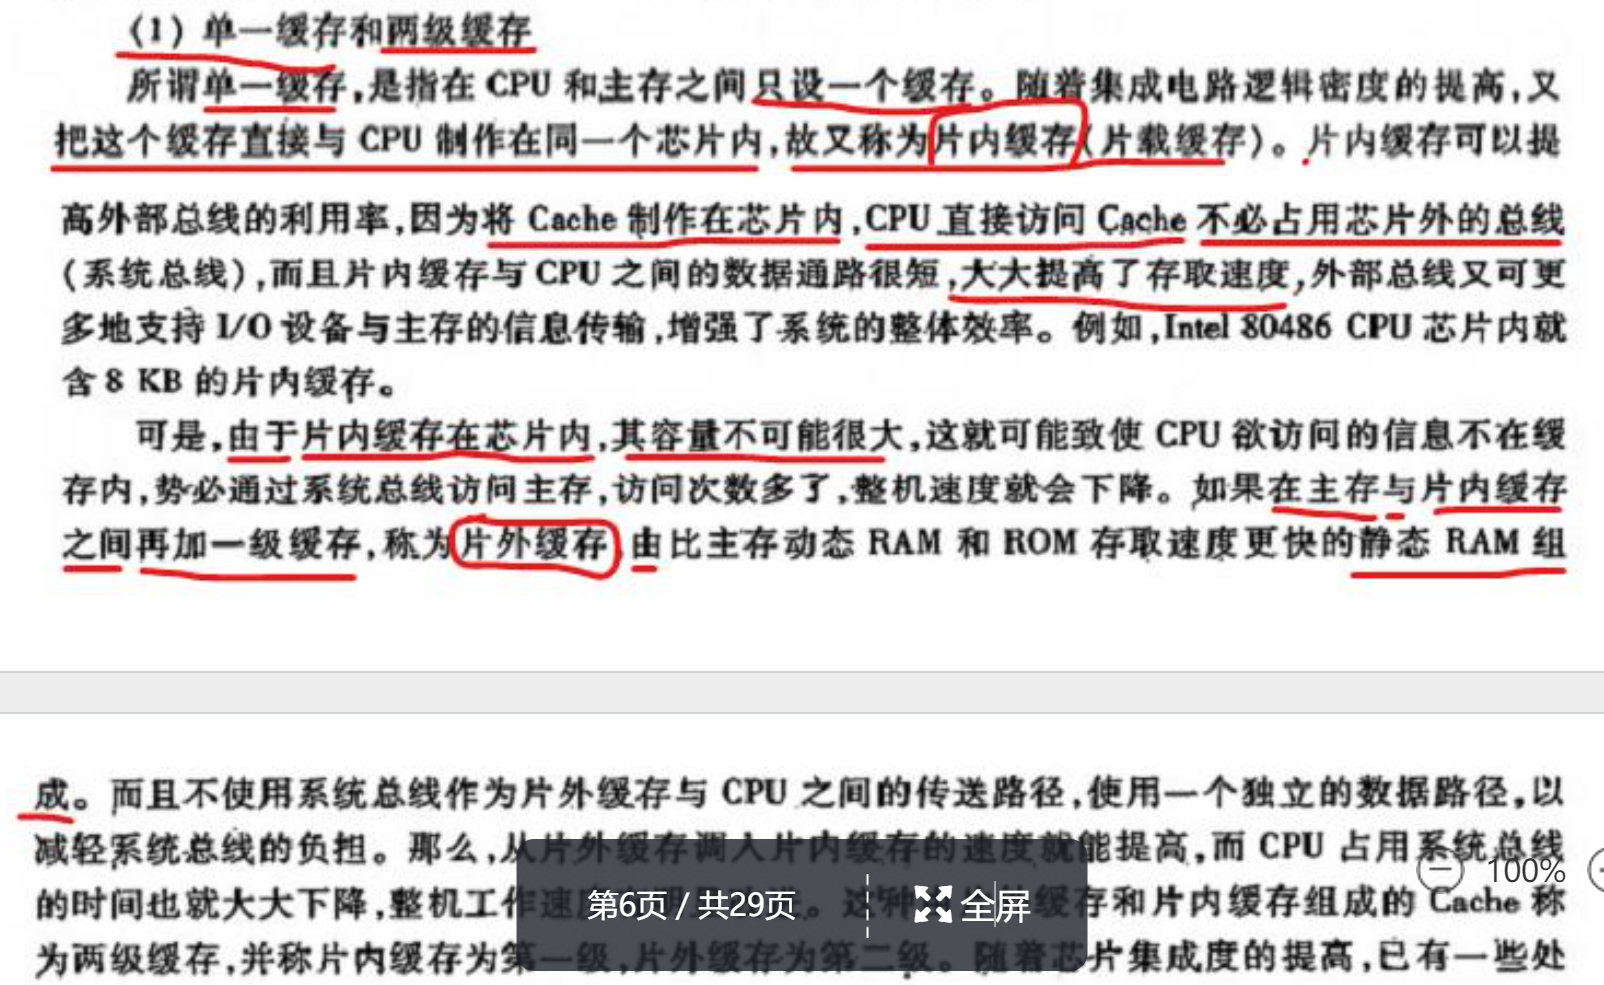 (1) 单一缓存和两级缓存
所谓单一缓存,是指在 CPU 和主存之间只设一个缓存。随着集成电路逻辑密度的提高,又
把这个缓存直接与 CPU 制作在同一个芯片内,故又称为片内缓存(片载缓存)。片内缓存可以提
高外部总线的利用率,因为将 Cache 制作在芯片内,CPU 直接访问 Cache 不必占用芯片外的总线
(系统总线),而且片内缓存与 CPU 之间的数据通路很短,大大提高了存取速度,外部总线又可更
多地支持 I/O 设备与主存的信息传输,增强了系统的整体效率。例如,Intel 80486 CPU 芯片内就
含 8 KB 的片内缓存。
可是,由于片内缓存在芯片内,其容量不可能很大,这就可能致使 CPU 欲访问的信息不在缓
存内,势必通过系统总线访问主存,访问次数多了,整机速度就会下降。如果在主存与片内缓存
之间再加一级缓存,称为片外缓存,由比主存动态 RAM 和 ROM 存取速度更快的静态 RAM 组
成。而且不使用系统总线作为片外缓存与 CPU 之间的传送路径,使用一个独立的数据路径,以
减轻系统总线的负担。那么,从片外缓存调入片内缓存的速度就能提高,而 CPU 占用系统总线
100%
的时间也就大大下降,整机工作速 。这种 缓存和片内缓存组成的 Cache 称
第6页 / 共29页 全屏
为两级缓存,并称片内缓存为第一级,片外缓存为第二级。随着芯片集成度的提高,已有一些处